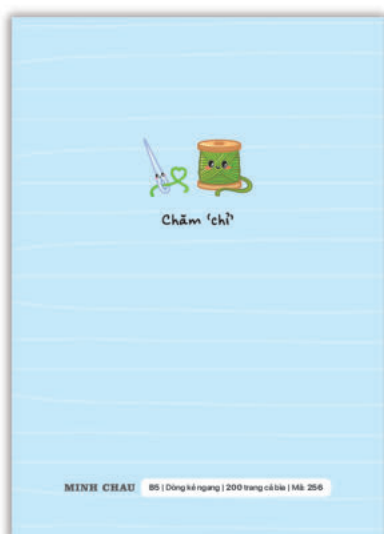 Chăm ‘chỉ’
MINH CHAU B5 | Dòng kẻ ngang | 200 trang cả bìa | Mã: 256